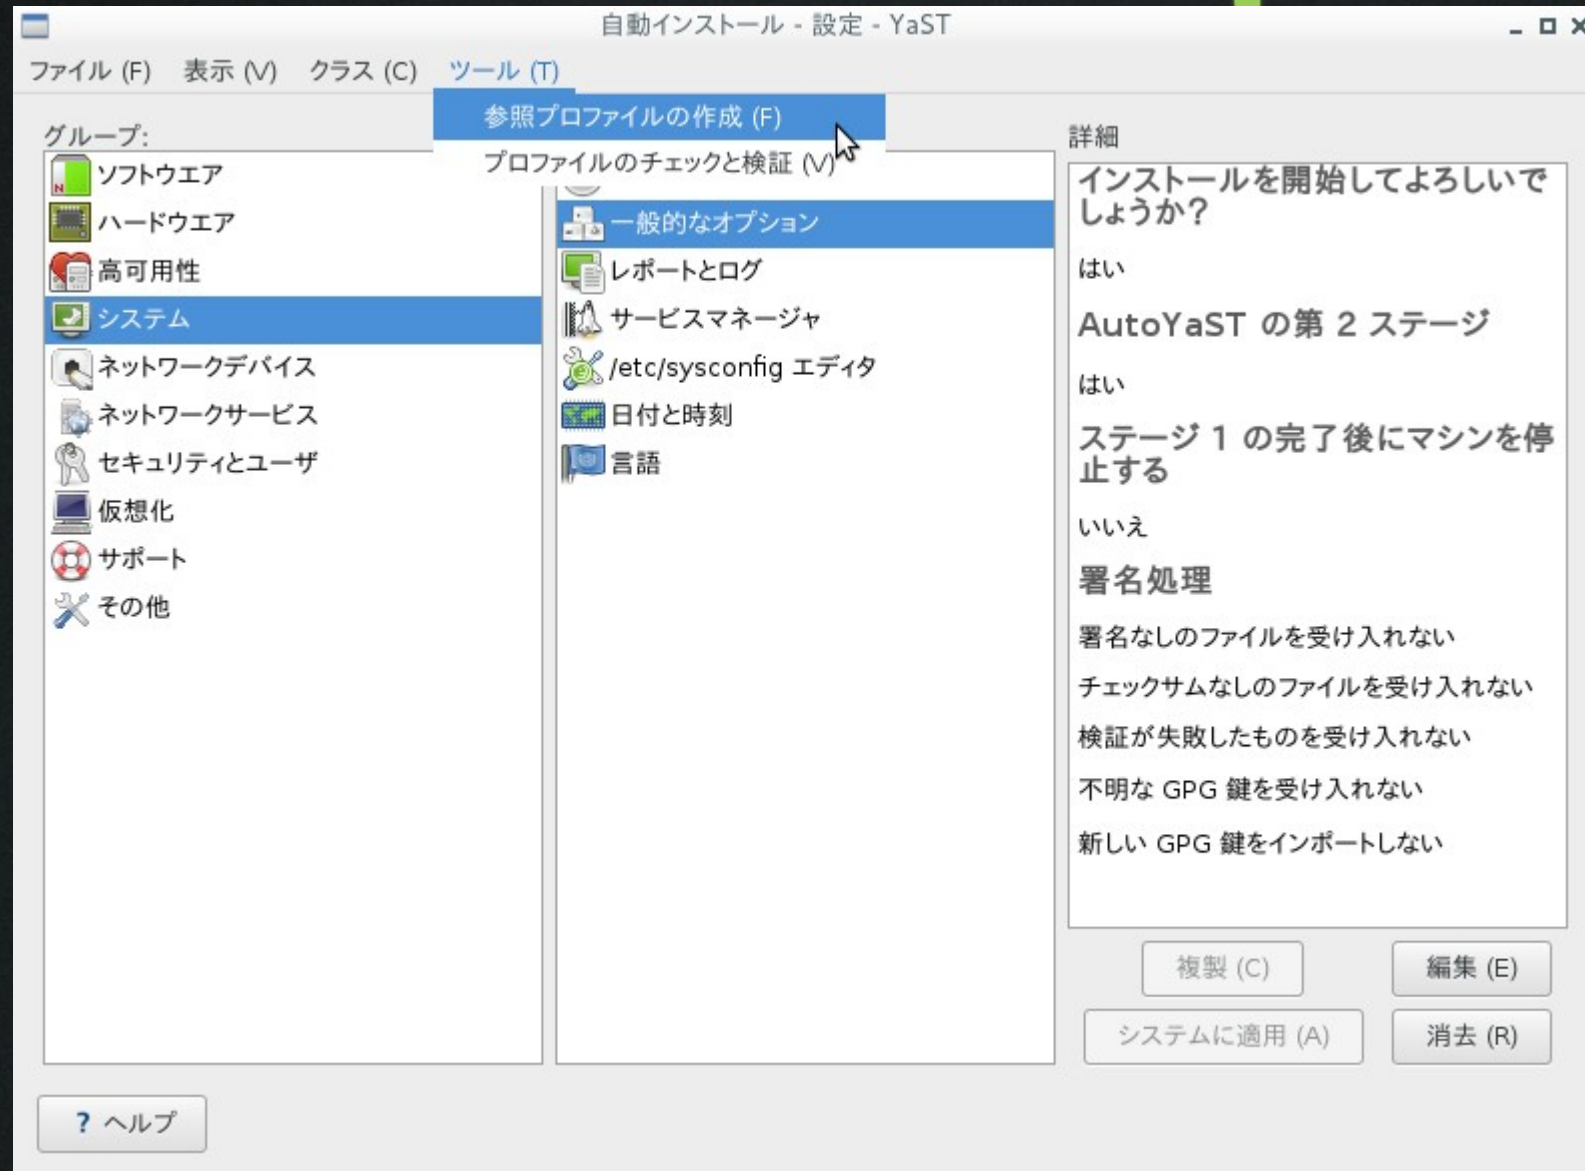 自動インストール - 設定 - YaST
ファイル (F) 表示 (V) クラス (C) ツール (T)
参照プロファイルの作成 (F)
プロファイルのチェックと検証 (V)
グループ:
ソフトウエア
ハードウエア
高可用性
システム
ネットワークデバイス
ネットワークサービス
セキュリティとユーザ
仮想化
サポート
その他
一般的なオプション
レポートとログ
サービスマネージャ
/etc/sysconfig エディタ
日付と時刻
言語
詳細
インストールを開始してよろしいで
しょうか?
はい
AutoYaST の第 2 ステージ
はい
ステージ 1 の完了後にマシンを停
止する
いいえ
署名処理
署名なしのファイルを受け入れない
チェックサムなしのファイルを受け入れない
検証が失敗したものを受け入れない
不明な GPG 鍵を受け入れない
新しい GPG 鍵をインポートしない
複製 (C) 編集 (E)
システムに適用 (A) 消去 (R)
? ヘルプ